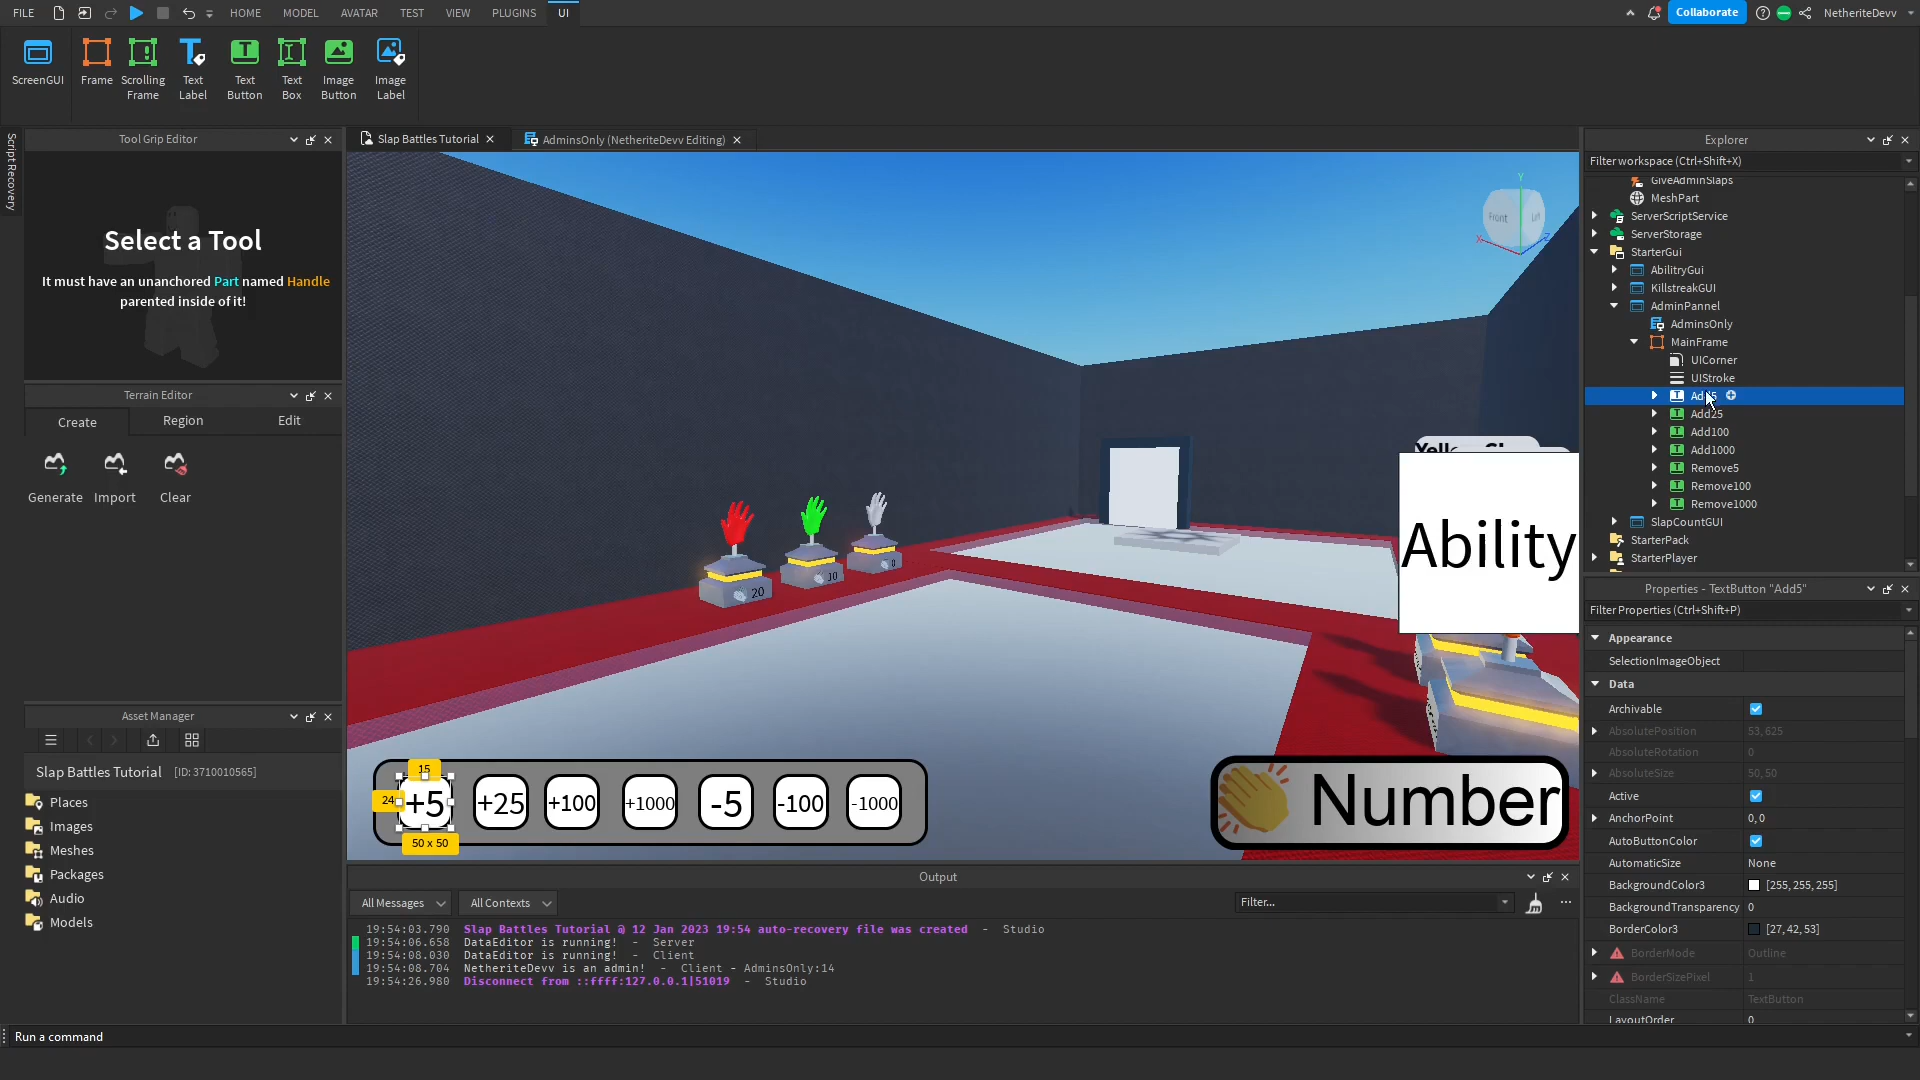 FILE HOME MODEL AVATAR TEST VIEW PLUGINS UI Collaborate NetheriteDevv
ScreenGUI Frame Scrolling Frame Text Label Text Button Text Box Image Button Image Label
Script Recovery
Tool Grip Editor
Select a Tool
It must have an unanchored Part named Handle
parented inside of it!
Terrain Editor
Create Region Edit
Generate Import Clear
Asset Manager
Slap Battles Tutorial [ID: 3710010565]
Places
Images
Meshes
Packages
Audio
Models
Slap Battles Tutorial AdminsOnly (NetheriteDevv Editing)
Y
Front
X
Z
20
10
0
Ability
15
24
+5 +25 +100 +1000 -5 -100 -1000
50 x 50
Number
Output
All Messages All Contexts Filter...
19:54:03.790 Slap Battles Tutorial @ 12 Jan 2023 19:54 auto-recovery file was created - Studio
19:54:06.658 DataEditor is running! - Server
19:54:08.030 DataEditor is running! - Client
19:54:08.704 NetheriteDevv is an admin! - Client - AdminsOnly:14
19:54:26.980 Disconnect from ::ffff:127.0.0.1|51019 - Studio
Run a command
Explorer
Filter workspace (Ctrl+Shift+X)
GiveAdminSlaps
MeshPart
ServerScriptService
ServerStorage
StarterGui
AbilitryGui
KillstreakGUI
AdminPannel
AdminsOnly
MainFrame
UICorner
UIStroke
Add5
Add25
Add100
Add1000
Remove5
Remove100
Remove1000
SlapCountGUI
StarterPack
StarterPlayer
Properties - TextButton "Add5"
Filter Properties (Ctrl+Shift+P)
Appearance
SelectionImageObject
Data
Archivable
AbsolutePosition 53, 625
AbsoluteRotation 0
AbsoluteSize 50, 50
Active
AnchorPoint 0, 0
AutoButtonColor
AutomaticSize None
BackgroundColor3 [255, 255, 255]
BackgroundTransparency 0
BorderColor3 [27, 42, 53]
BorderMode Outline
BorderSizePixel 1
ClassName TextButton
LayoutOrder 0